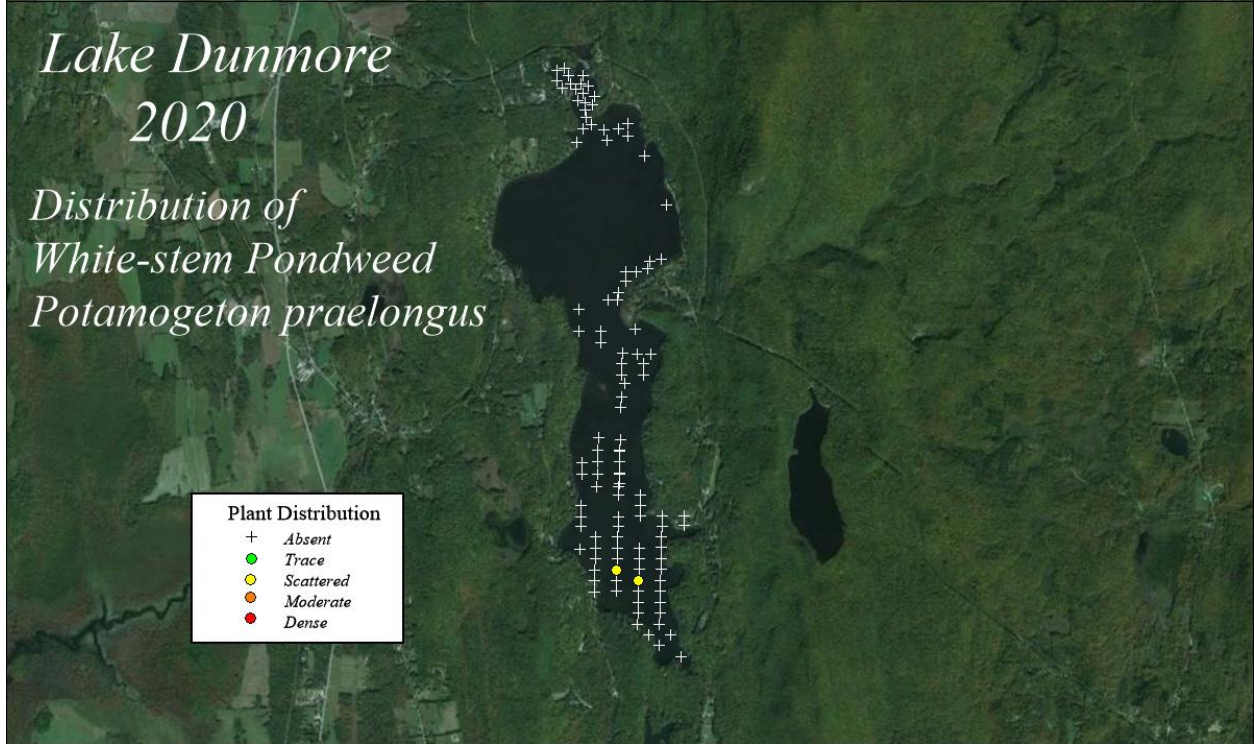 Lake Dunmore
2020
Distribution of
White-stem Pondweed
Potamogeton praelongus
Plant Distribution
Absent
Trace
Scattered
Moderate
Dense